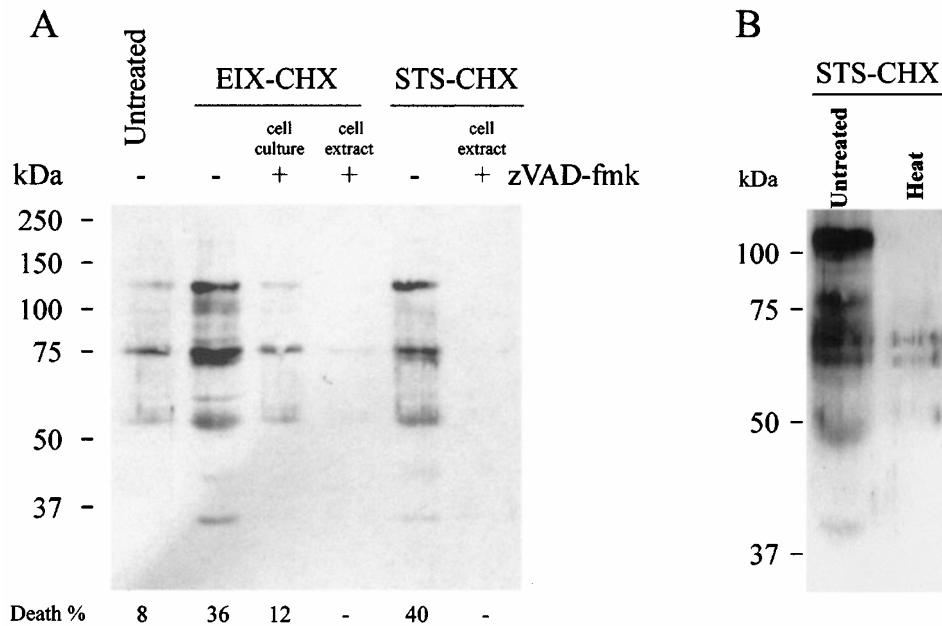 A
Untreated
EIX-CHX
STS-CHX
cell culture
cell extract
cell extract
kDa
- - + + - + zVAD-fmk
250 -
150 -
100 -
75 -
50 -
37 -
Death % 8 36 12 - 40 -
B
STS-CHX
kDa
Untreated
Heat
100 -
75 -
50 -
37 -